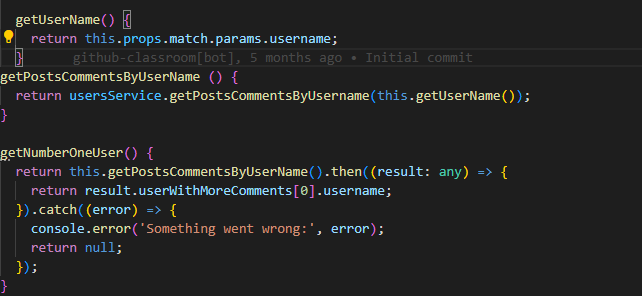 getUserName() {
return this.props.match.params.username;
}
github-classroom[bot], 5 months ago • Initial commit
getPostsCommentsByUserName () {
return usersService.getPostsCommentsByUsername(this.getUserName());
}
getNumberOneUser() {
return this.getPostsCommentsByUserName().then((result: any) => {
return result.userWithMoreComments[0].username;
}).catch((error) => {
console.error('Something went wrong:', error);
return null;
});
}